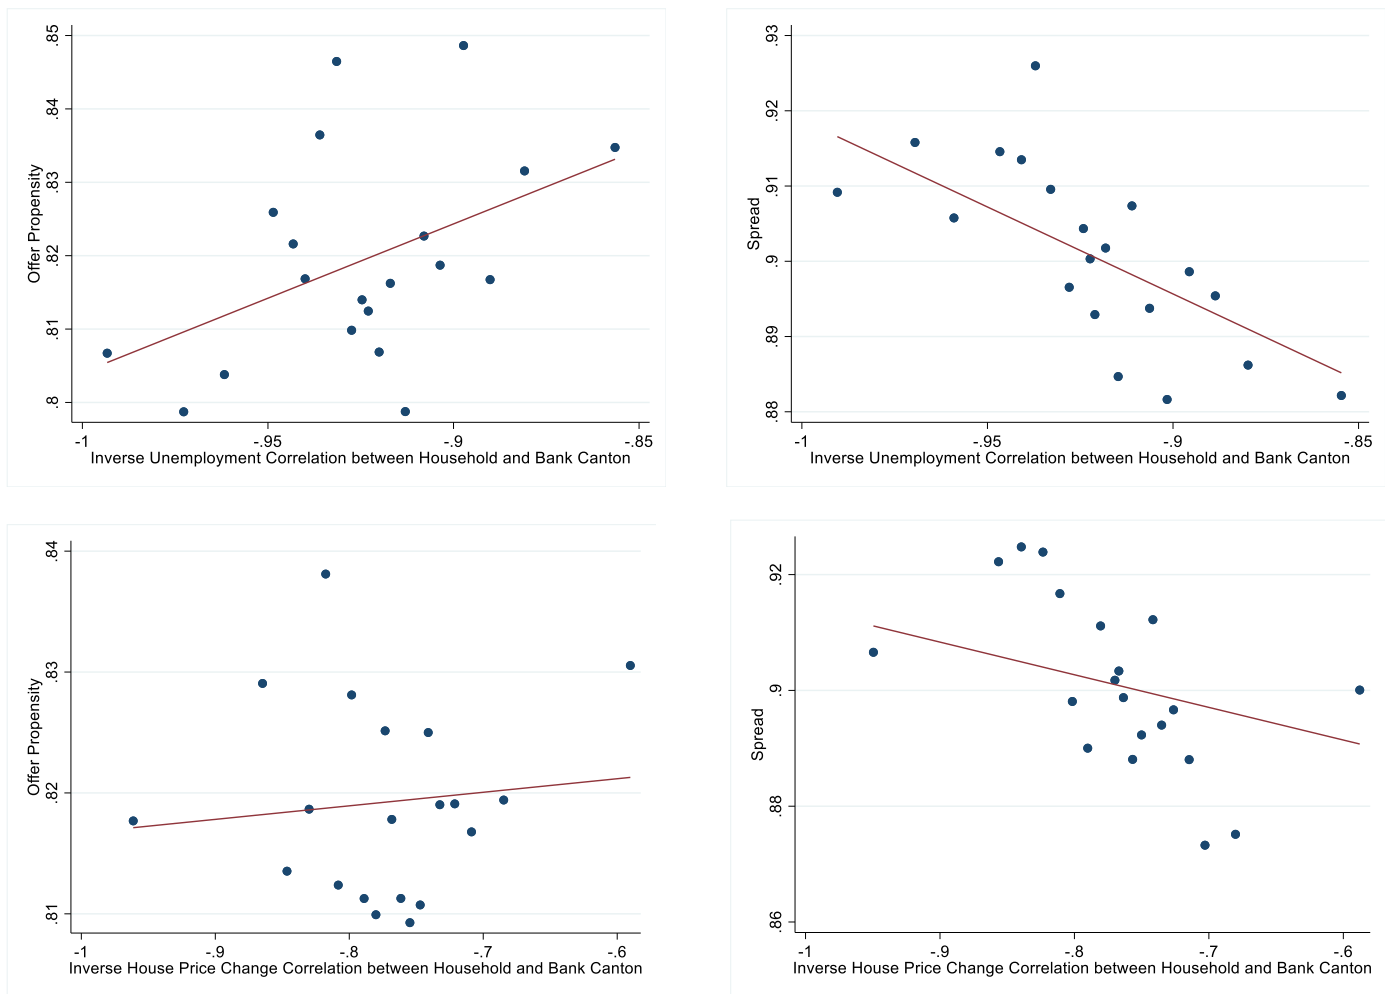 .85
.84
.83
.82
.81
.8
Offer Propensity
-1 -.95 -.9 -.85
Inverse Unemployment Correlation between Household and Bank Canton
.93
.92
.91
.9
.89
.88
Spread
-1 -.95 -.9 -.85
Inverse Unemployment Correlation between Household and Bank Canton
.84
.83
.82
.81
Offer Propensity
-1 -.9 -.8 -.7 -.6
Inverse House Price Change Correlation between Household and Bank Canton
.92
.9
.88
.86
Spread
-1 -.9 -.8 -.7 -.6
Inverse House Price Change Correlation between Household and Bank Canton